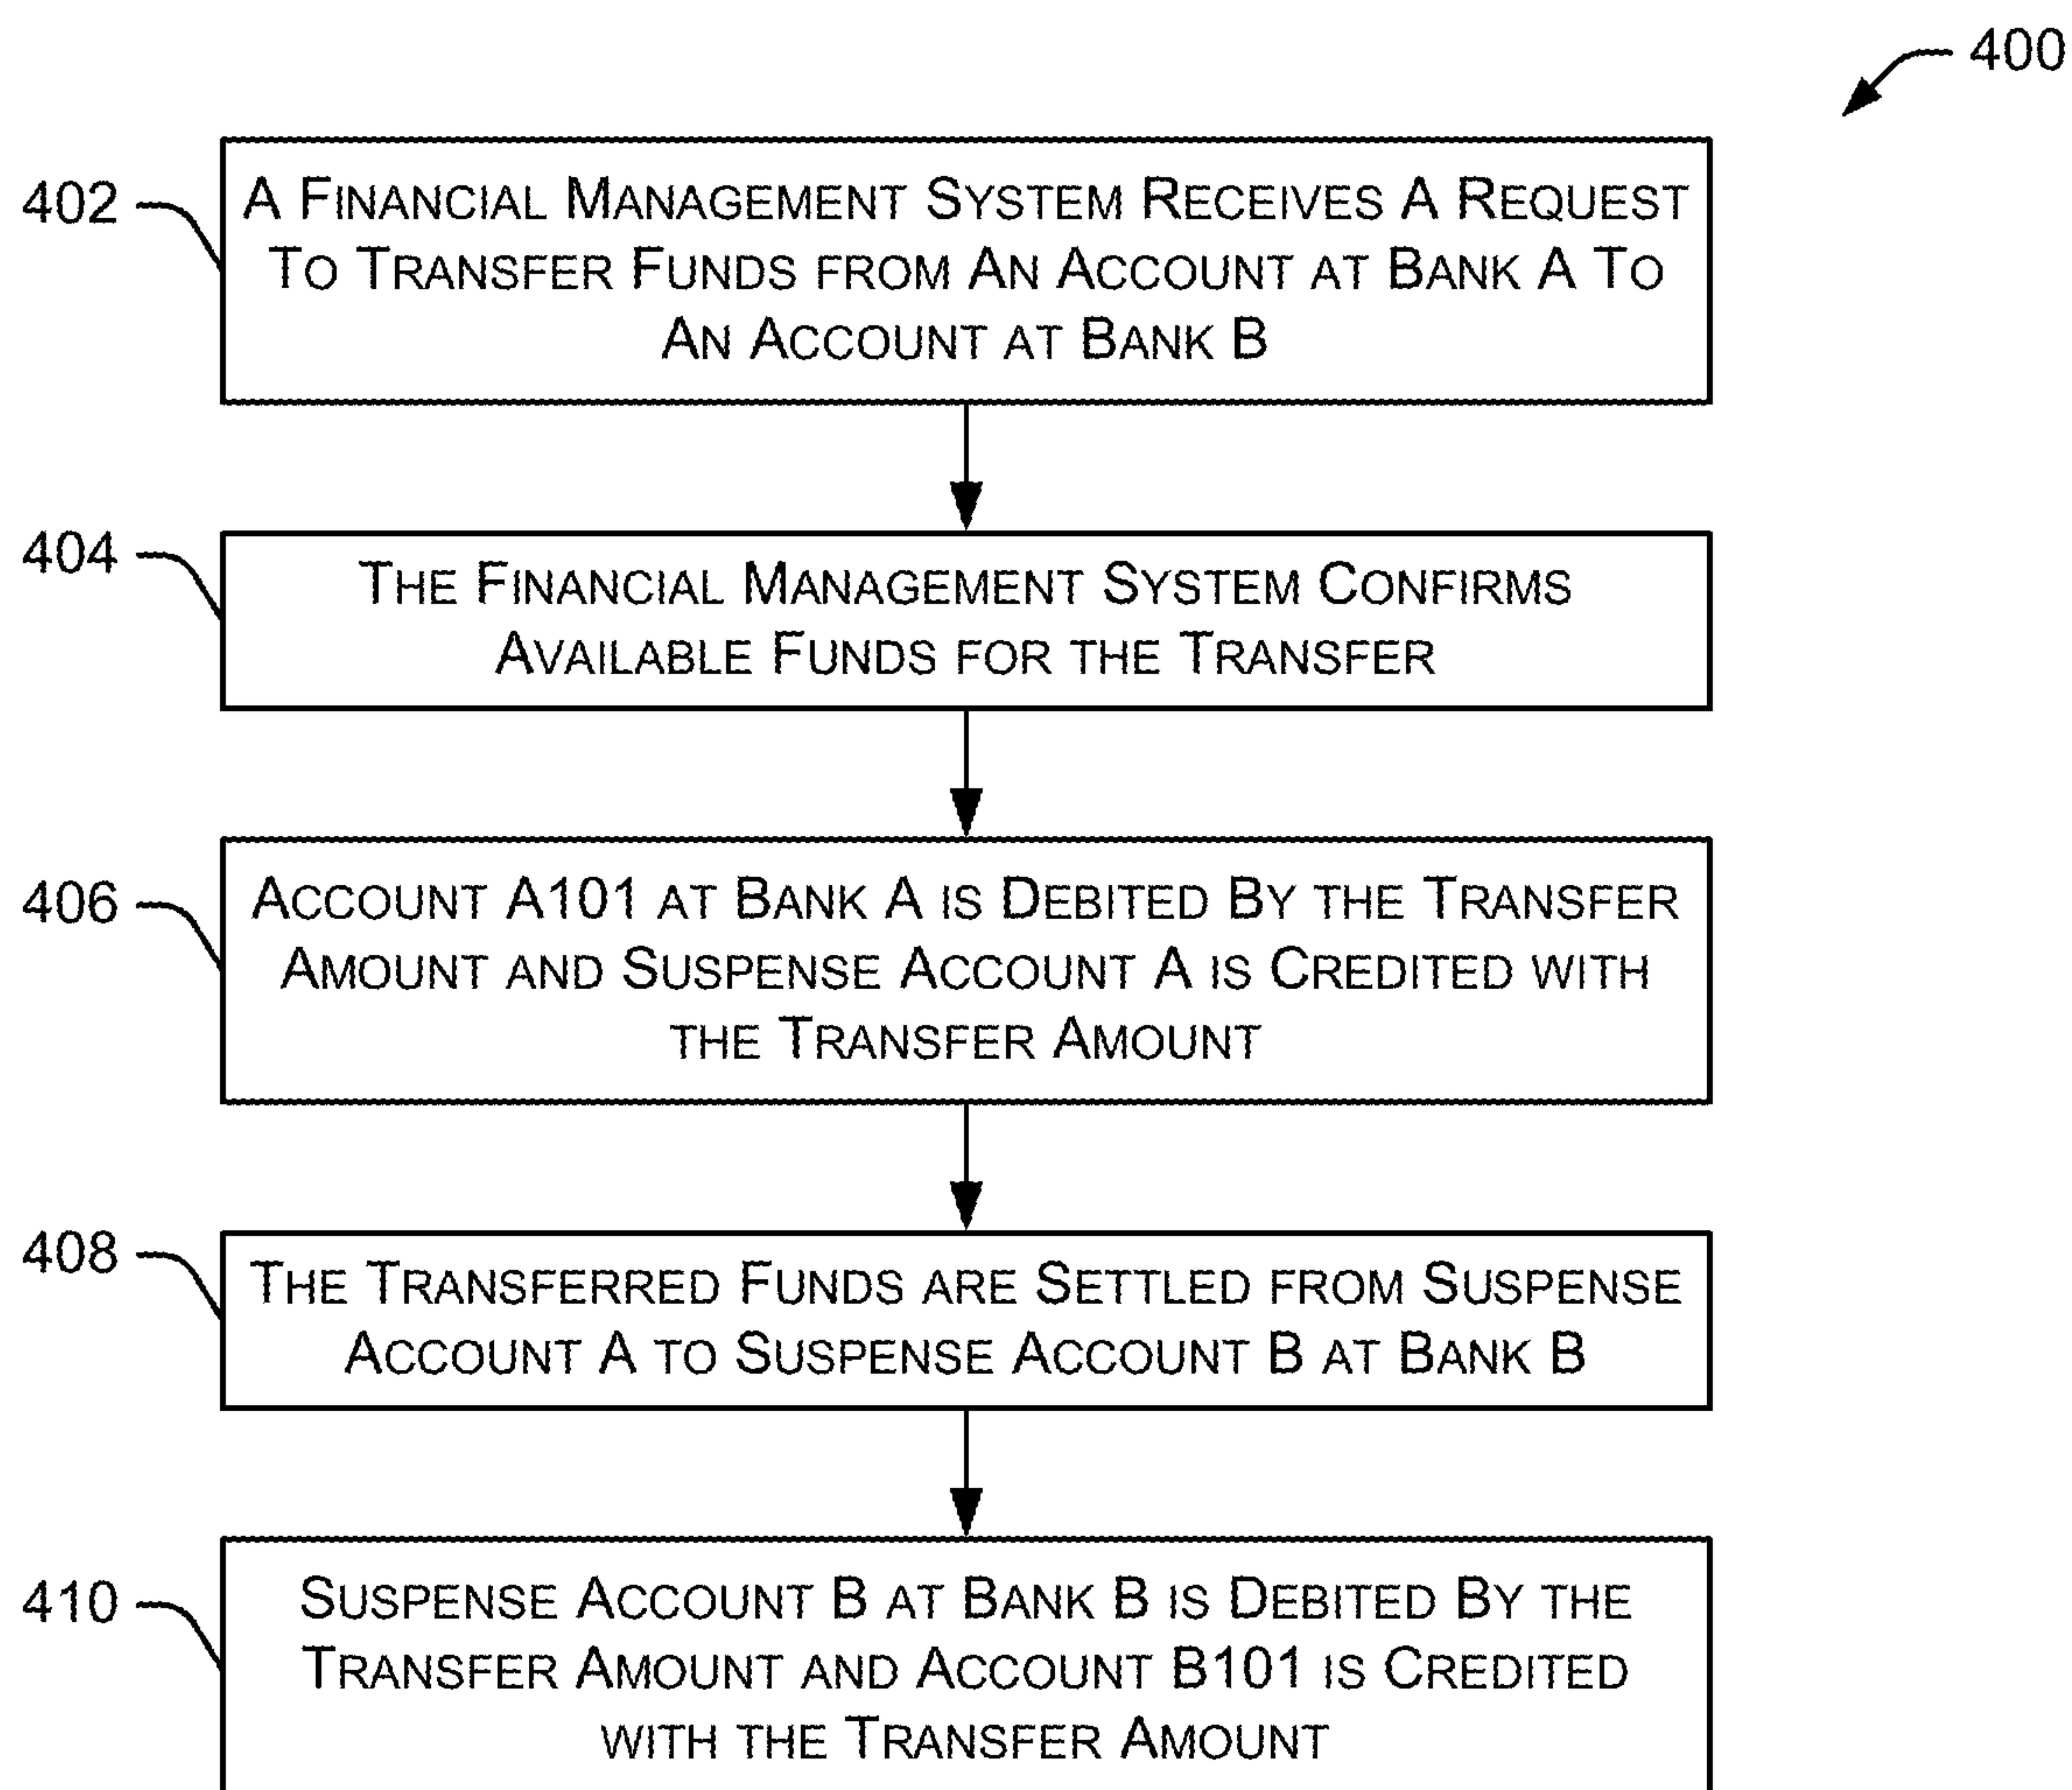 400
402
A FINANCIAL MANAGEMENT SYSTEM RECEIVES A REQUEST
TO TRANSFER FUNDS FROM AN ACCOUNT AT BANK A TO
AN ACCOUNT AT BANK B
404
THE FINANCIAL MANAGEMENT SYSTEM CONFIRMS
AVAILABLE FUNDS FOR THE TRANSFER
406
ACCOUNT A101 AT BANK A IS DEBITED BY THE TRANSFER
AMOUNT AND SUSPENSE ACCOUNT A IS CREDITED WITH
THE TRANSFER AMOUNT
408
THE TRANSFERRED FUNDS ARE SETTLED FROM SUSPENSE
ACCOUNT A TO SUSPENSE ACCOUNT B AT BANK B
410
SUSPENSE ACCOUNT B AT BANK B IS DEBITED BY THE
TRANSFER AMOUNT AND ACCOUNT B101 IS CREDITED
WITH THE TRANSFER AMOUNT